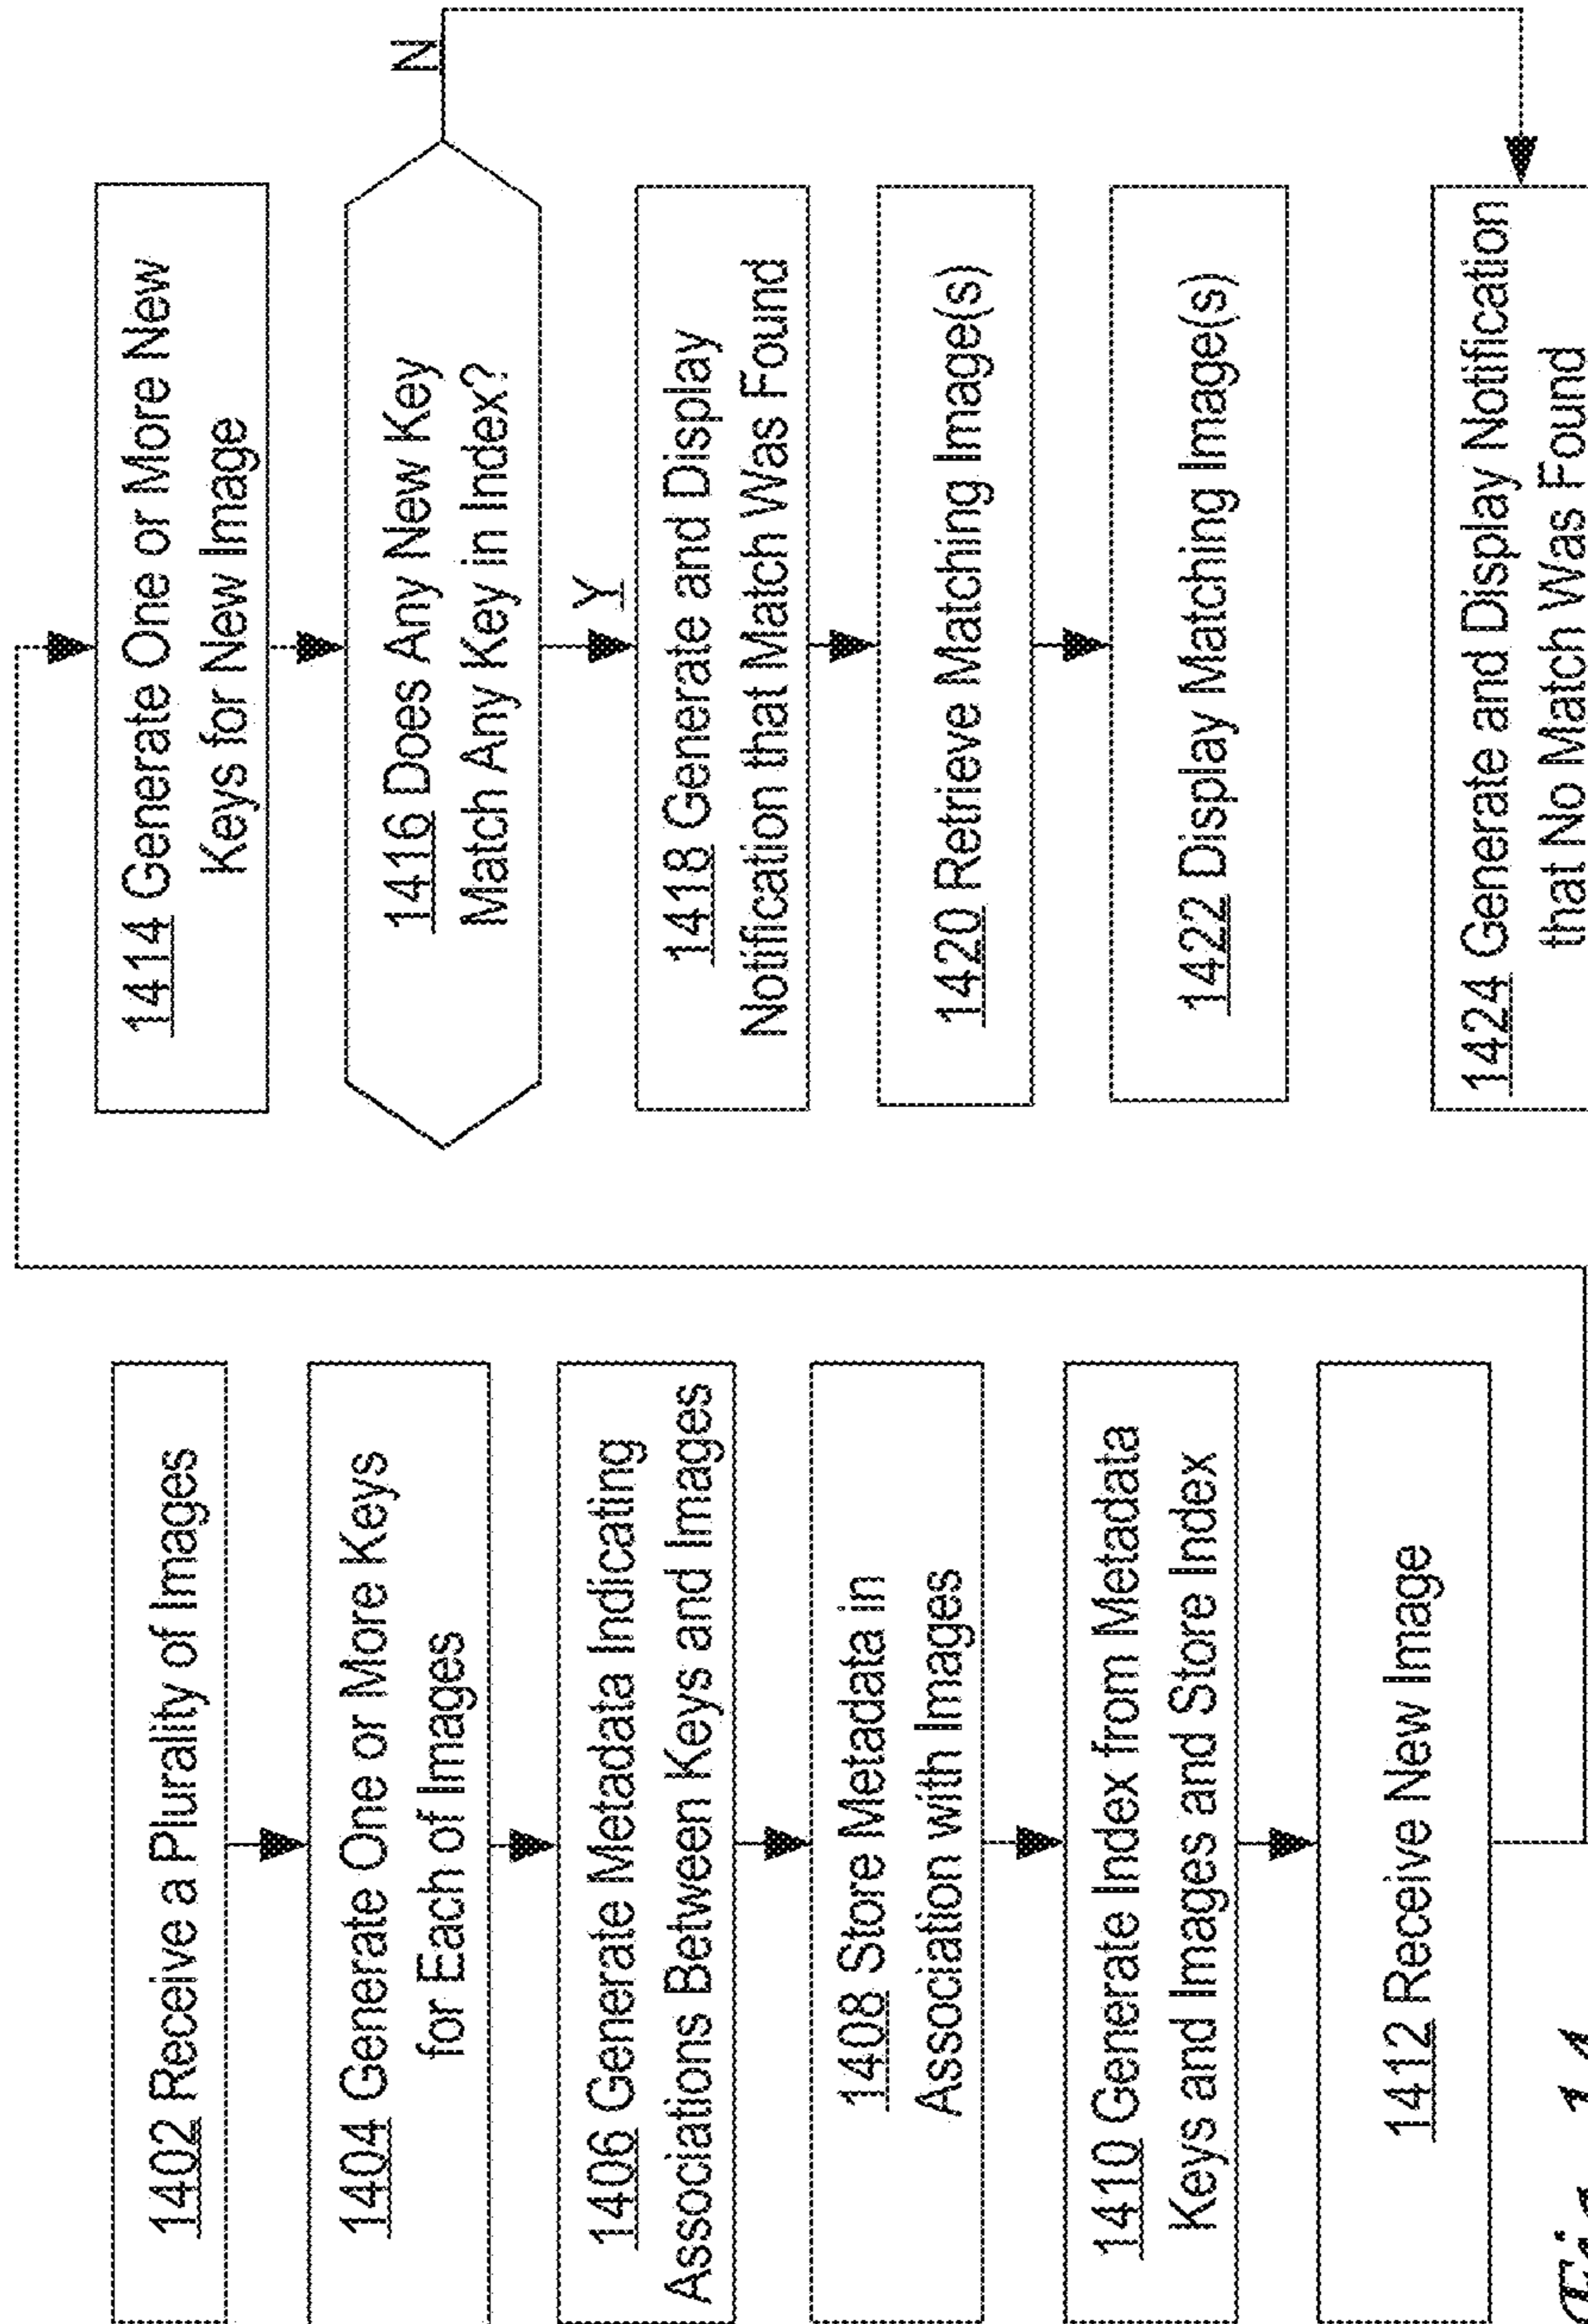 1402 Receive a Plurality of Images
1404 Generate One or More Keys
for Each of Images
1406 Generate Metadata Indicating
Associations Between Keys and Images
1408 Store Metadata in
Association with Images
1410 Generate Index from Metadata
Keys and Images and Store Index
1412 Receive New Image
1414 Generate One or More New
Keys for New Image
1416 Does Any New Key
Match Any Key in Index?
N
Y
1418 Generate and Display
Notification that Match Was Found
1420 Retrieve Matching Image(s)
1422 Display Matching Image(s)
1424 Generate and Display Notification
that No Match Was Found
Fig. 14